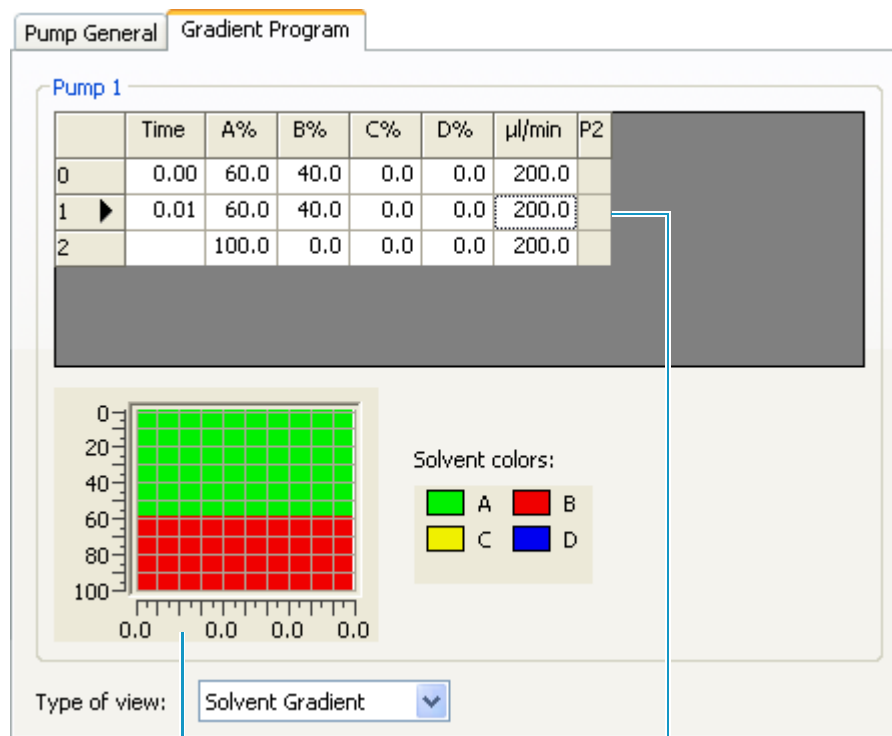 Pump General Gradient Program
Pump 1
Time A% B% C% D% µl/min P2
0 0.00 60.0 40.0 0.0 0.0 200.0
1 0.01 60.0 40.0 0.0 0.0 200.0
2 100.0 0.0 0.0 0.0 200.0
0
20
40
60
80
100
0.0 0.0 0.0 0.0
Solvent colors:
A B
C D
Type of view: Solvent Gradient